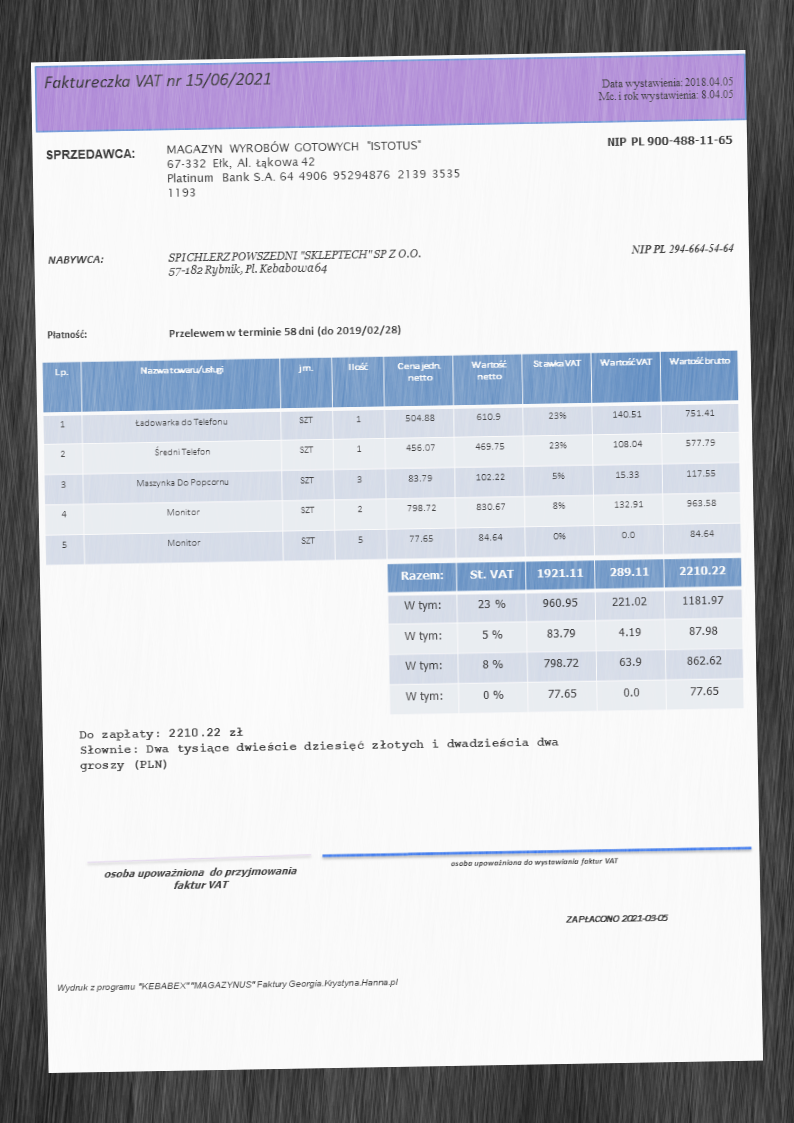 Faktureczka VAT nr 15/06/2021
Data wystawienia: 2018.04.05
Mc. i rok wystawienia: 8.04.05
SPRZEDAWCA: MAGAZYN WYROBÓW GOTOWYCH "ISTOTUS" NIP PL 900-488-11-65
67-332 Ełk, Al. Łąkowa 42
Platinum Bank S.A. 64 4906 95294876 2139 3535
1193
NABYWCA: SPICHLERZ POWSZEDNI "SKLEPTECH" SP Z O.O. NIP PL 294-664-54-64
57-182 Rybnik, Pl. Kebabowa 64
Płatność: Przelewem w terminie 58 dni (do 2019/02/28)
Lp. Nazwa towaru/usługi jm. Ilość Cena jedn. netto Wartość netto Stawka VAT Wartość VAT Wartość brutto
1 Ładowarka do Telefonu SZT 1 504.88 610.9 23% 140.51 751.41
2 Średni Telefon SZT 1 456.07 469.75 23% 108.04 577.79
3 Maszynka Do Popcornu SZT 3 83.79 102.22 5% 15.33 117.55
4 Monitor SZT 2 798.72 830.67 8% 132.91 963.58
5 Monitor SZT 5 77.65 84.64 0% 0.0 84.64
Razem: St. VAT 1921.11 289.11 2210.22
W tym: 23 % 960.95 221.02 1181.97
W tym: 5 % 83.79 4.19 87.98
W tym: 8 % 798.72 63.9 862.62
W tym: 0 % 77.65 0.0 77.65
Do zapłaty: 2210.22 zł
Słownie: Dwa tysiące dwieście dziesięć złotych i dwadzieścia dwa
groszy (PLN)
osoba upoważniona do przyjmowania
faktur VAT
osoba upoważniona do wystawiania faktur VAT
ZAPŁACONO 2021-03-05
Wydruk z programu "KEBABEX""MAGAZYNUS" Faktury Georgia.Krystyna.Hanna.pl